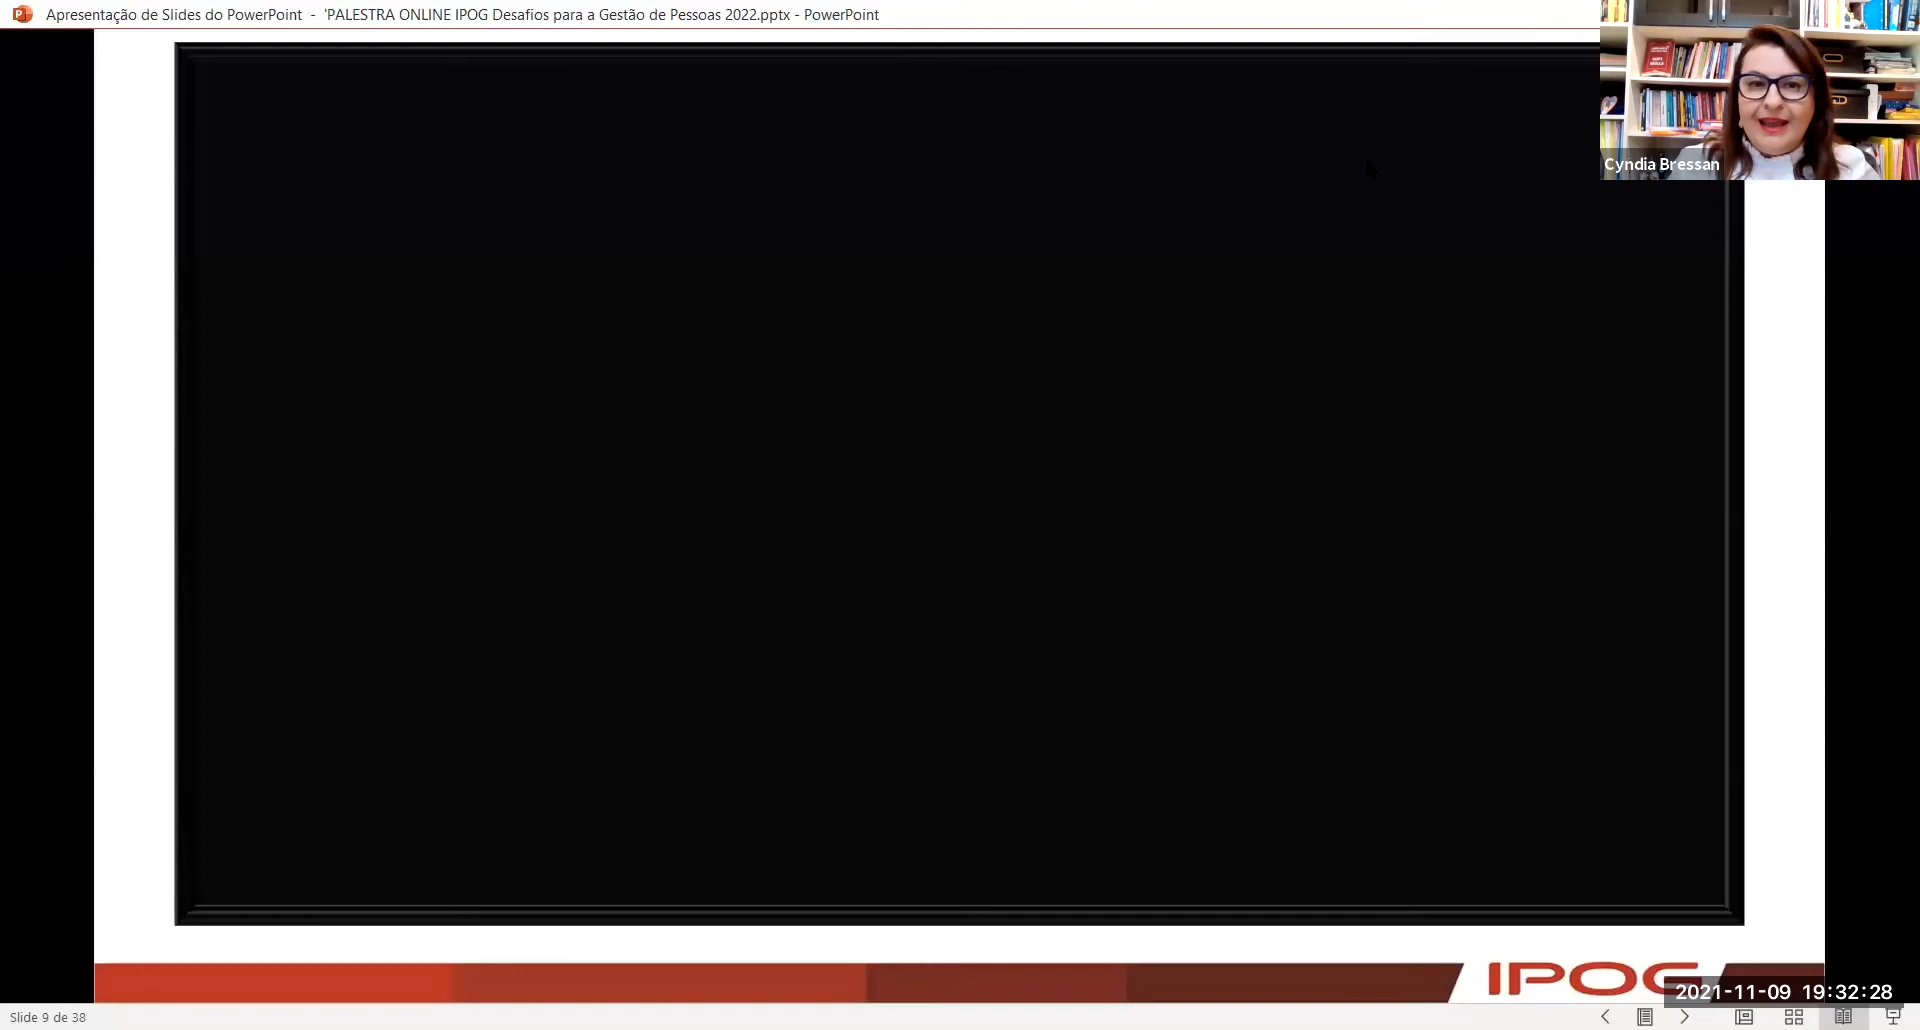 Apresentação de Slides do PowerPoint - 'PALESTRA ONLINE IPOG Desafios para a Gestão de Pessoas 2022.pptx - PowerPoint
Cyndia Bressan
IPOG
2021-11-09 19:32:28
Slide 9 de 38